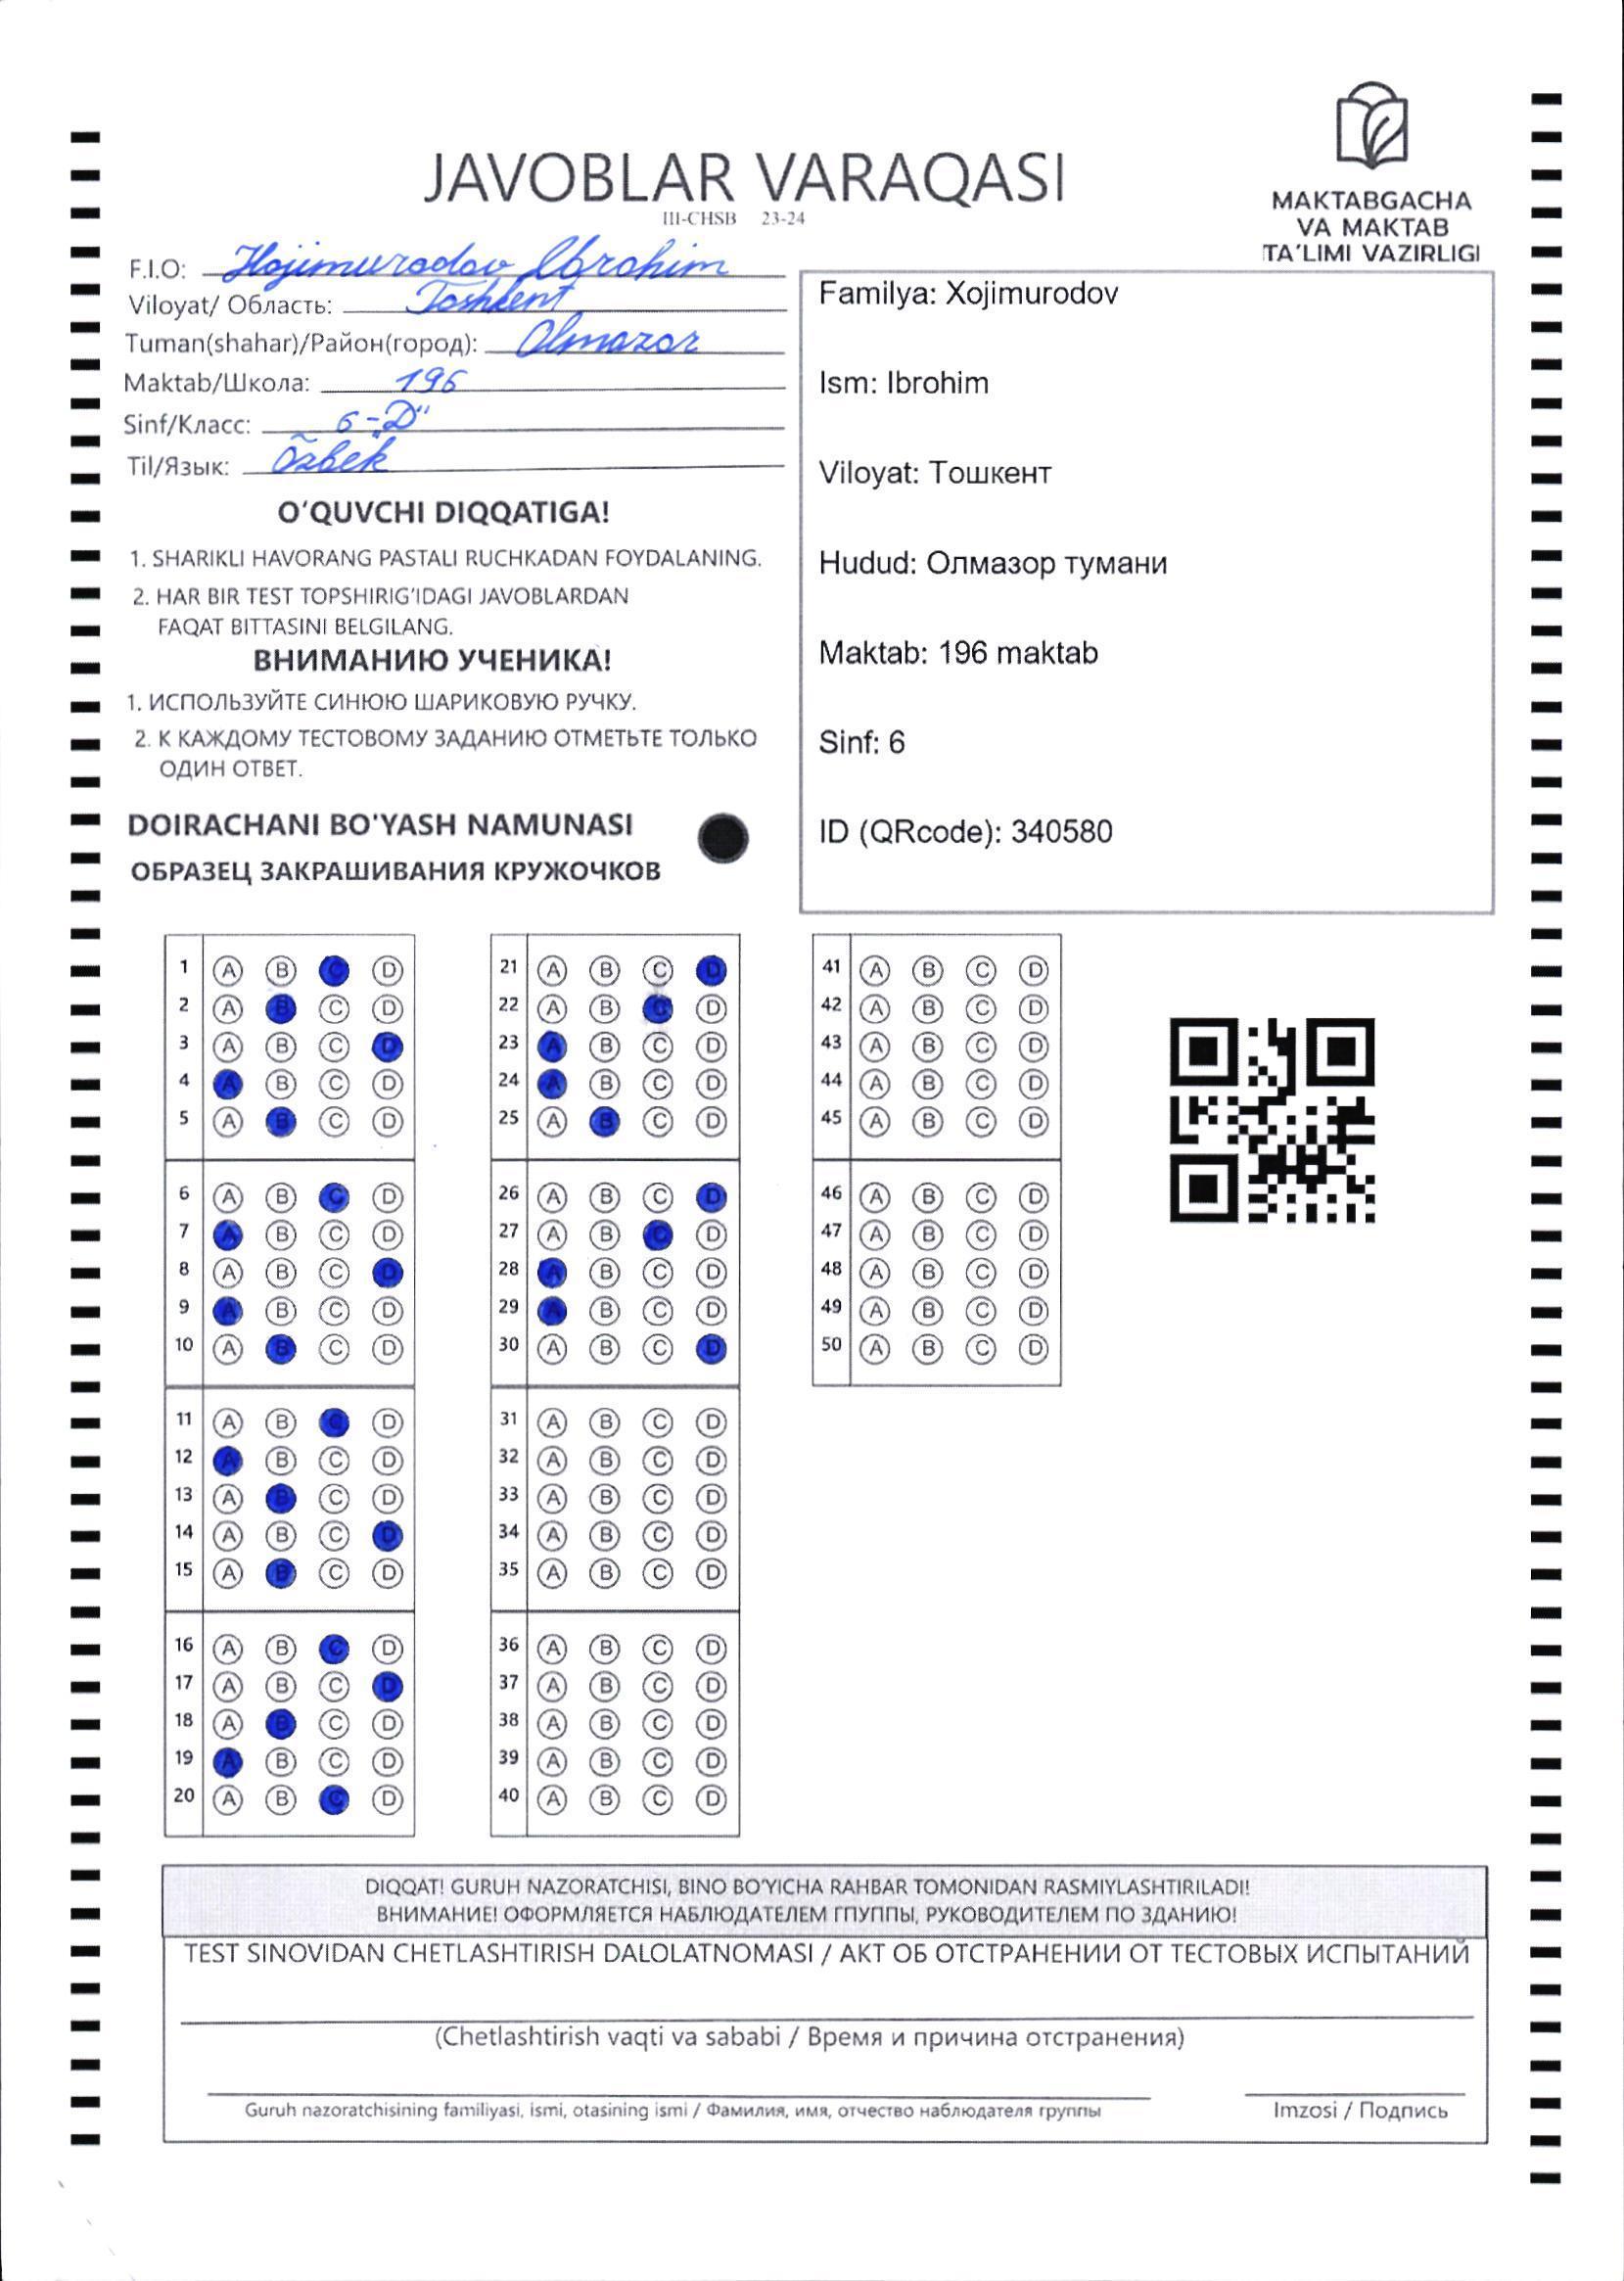 JAVOBLAR VARAQASI
III-CHSB 23-24
MAKTABGACHA
VA MAKTAB
TA'LIMI VAZIRLIGI
F.I.O: Hojimurodov Ibrohim
Viloyat/ Область: Toshkent
Tuman(shahar)/Район(город): Olmazor
Maktab/Школа: 196
Sinf/Класс: 6-„D“
Til/Язык: Õzbek
Familya: Xojimurodov
Ism: Ibrohim
Viloyat: Тошкент
Hudud: Олмазор тумани
Maktab: 196 maktab
Sinf: 6
ID (QRcode): 340580
O'QUVCHI DIQQATIGA!
1. SHARIKLI HAVORANG PASTALI RUCHKADAN FOYDALANING.
2. HAR BIR TEST TOPSHIRIG'IDAGI JAVOBLARDAN
FAQAT BITTASINI BELGILANG.
ВНИМАНИЮ УЧЕНИКА!
1. ИСПОЛЬЗУЙТЕ СИНЮЮ ШАРИКОВУЮ РУЧКУ.
2. К КАЖДОМУ ТЕСТОВОМУ ЗАДАНИЮ ОТМЕТЬТЕ ТОЛЬКО
ОДИН ОТВЕТ.
DOIRACHANI BO'YASH NAMUNASI
ОБРАЗЕЦ ЗАКРАШИВАНИЯ КРУЖОЧКОВ
1 A B C D
2 A B C D
3 A B C D
4 A B C D
5 A B C D
6 A B C D
7 A B C D
8 A B C D
9 A B C D
10 A B C D
11 A B C D
12 A B C D
13 A B C D
14 A B C D
15 A B C D
16 A B C D
17 A B C D
18 A B C D
19 A B C D
20 A B C D
21 A B C D
22 A B C D
23 A B C D
24 A B C D
25 A B C D
26 A B C D
27 A B C D
28 A B C D
29 A B C D
30 A B C D
31 A B C D
32 A B C D
33 A B C D
34 A B C D
35 A B C D
36 A B C D
37 A B C D
38 A B C D
39 A B C D
40 A B C D
41 A B C D
42 A B C D
43 A B C D
44 A B C D
45 A B C D
46 A B C D
47 A B C D
48 A B C D
49 A B C D
50 A B C D
DIQQAT! GURUH NAZORATCHISI, BINO BO'YICHA RAHBAR TOMONIDAN RASMIYLASHTIRILADI!
ВНИМАНИЕ! ОФОРМЛЯЕТСЯ НАБЛЮДАТЕЛЕМ ГПУППЫ, РУКОВОДИТЕЛЕМ ПО ЗДАНИЮ!
TEST SINOVIDAN CHETLASHTIRISH DALOLATNOMASI / АКТ ОБ ОТСТРАНЕНИИ ОТ ТЕСТОВЫХ ИСПЫТАНИЙ
(Chetlashtirish vaqti va sababi / Время и причина отстранения)
Guruh nazoratchisining familiyasi, ismi, otasining ismi / Фамилия, имя, отчество наблюдателя группы
Imzosi / Подпись